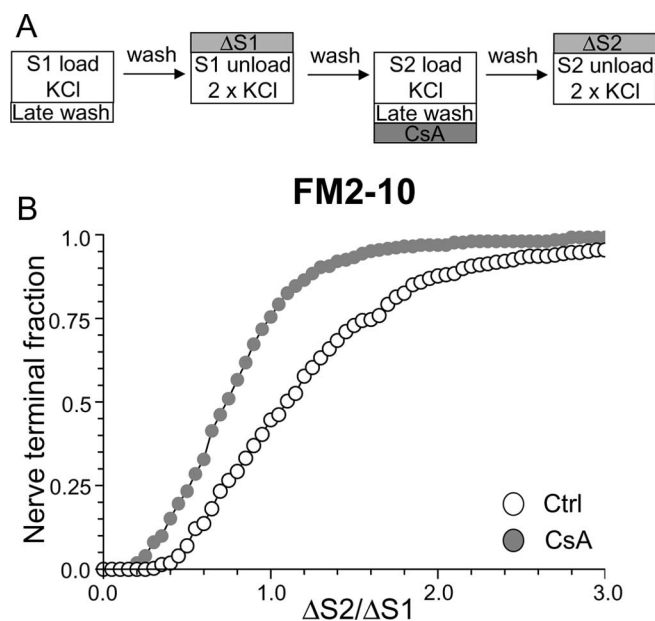 A
S1 load
KCl
Late wash
wash
ΔS1
S1 unload
2 x KCl
wash
S2 load
KCl
Late wash
CsA
wash
ΔS2
S2 unload
2 x KCl
FM2-10
B
Nerve terminal fraction
1.0
0.75
0.5
0.25
0.0
0.0
1.0
2.0
3.0
ΔS2/ΔS1
Ctrl
CsA